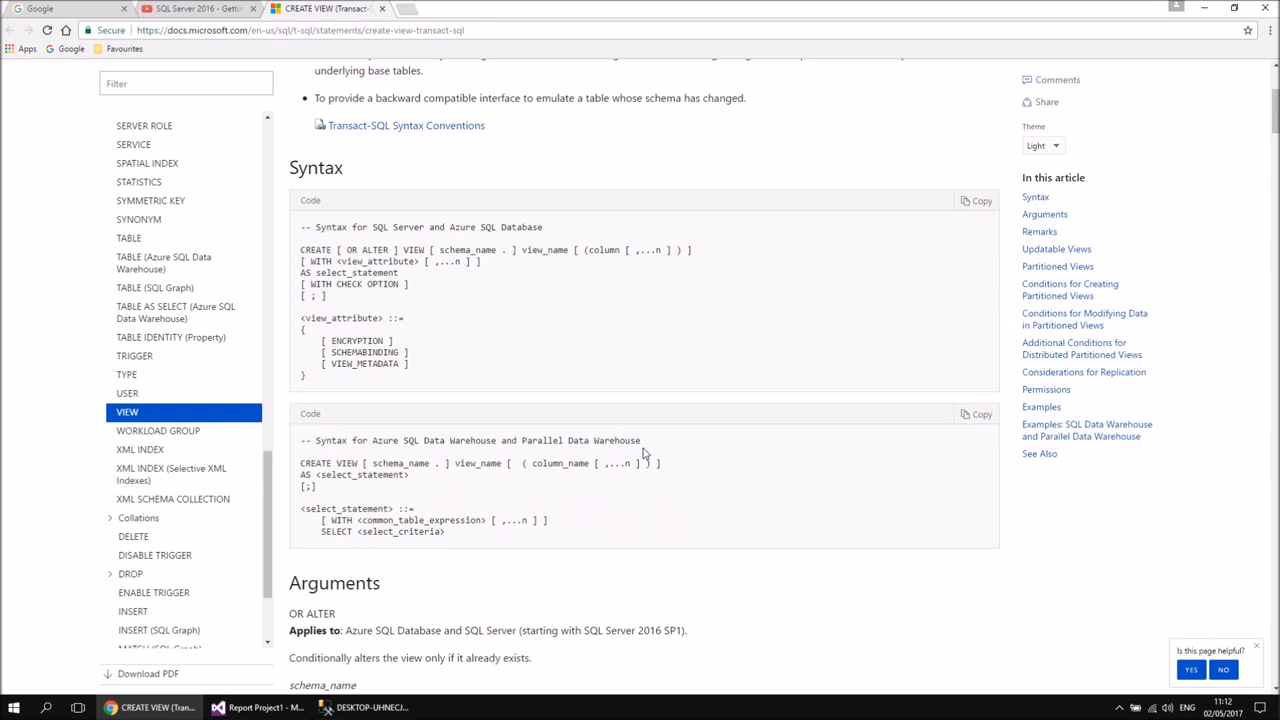 Google
SQL Server 2016 - Gettin
CREATE VIEW (Transact-S
Secure
https://docs.microsoft.com/en-us/sql/t-sql/statements/create-view-transact-sql
Apps
Google
Favourites
Filter
SERVER ROLE
SERVICE
SPATIAL INDEX
STATISTICS
SYMMETRIC KEY
SYNONYM
TABLE
TABLE (Azure SQL Data
Warehouse)
TABLE (SQL Graph)
TABLE AS SELECT (Azure SQL
Data Warehouse)
TABLE IDENTITY (Property)
TRIGGER
TYPE
USER
VIEW
WORKLOAD GROUP
XML INDEX
XML INDEX (Selective XML
Indexes)
XML SCHEMA COLLECTION
Collations
DELETE
DISABLE TRIGGER
DROP
ENABLE TRIGGER
INSERT
INSERT (SQL Graph)
MATCH (SQL Graph)
Download PDF
underlying base tables.
To provide a backward compatible interface to emulate a table whose schema has changed.
Transact-SQL Syntax Conventions
Syntax
Code
Copy
-- Syntax for SQL Server and Azure SQL Database
CREATE [ OR ALTER ] VIEW [ schema_name . ] view_name [ (column [ ,...n ] ) ]
[ WITH <view_attribute> [ ,...n ] ]
AS select_statement
[ WITH CHECK OPTION ]
[ ; ]
<view_attribute> ::=
{
[ ENCRYPTION ]
[ SCHEMABINDING ]
[ VIEW_METADATA ]
}
Code
Copy
-- Syntax for Azure SQL Data Warehouse and Parallel Data Warehouse
CREATE VIEW [ schema_name . ] view_name [ ( column_name [ ,...n ] ) ]
AS <select_statement>
[;]
<select_statement> ::=
[ WITH <common_table_expression> [ ,...n ] ]
SELECT <select_criteria>
Arguments
OR ALTER
Applies to: Azure SQL Database and SQL Server (starting with SQL Server 2016 SP1).
Conditionally alters the view only if it already exists.
schema_name
Comments
Share
Theme
Light
In this article
Syntax
Arguments
Remarks
Updatable Views
Partitioned Views
Conditions for Creating
Partitioned Views
Conditions for Modifying Data
in Partitioned Views
Additional Conditions for
Distributed Partitioned Views
Considerations for Replication
Permissions
Examples
Examples: SQL Data Warehouse
and Parallel Data Warehouse
See Also
Is this page helpful?
YES
NO
CREATE VIEW (Tran...
Report Project1 - M...
DESKTOP-UHNECJ...
ENG
11:12
02/05/2017